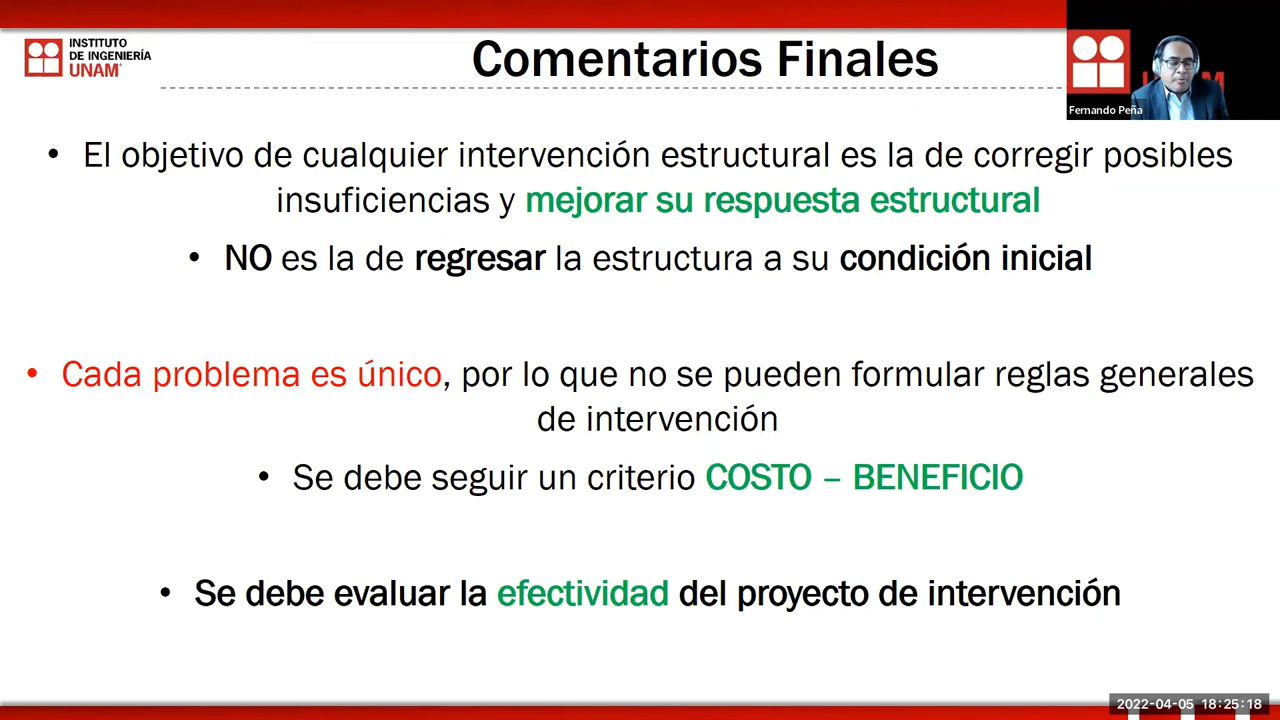 INSTITUTO
DE INGENIERÍA
UNAM
Comentarios Finales
Fernando Peña
• El objetivo de cualquier intervención estructural es la de corregir posibles
insuficiencias y mejorar su respuesta estructural
• NO es la de regresar la estructura a su condición inicial
• Cada problema es único, por lo que no se pueden formular reglas generales
de intervención
• Se debe seguir un criterio COSTO – BENEFICIO
• Se debe evaluar la efectividad del proyecto de intervención
2022-04-05 18:25:18